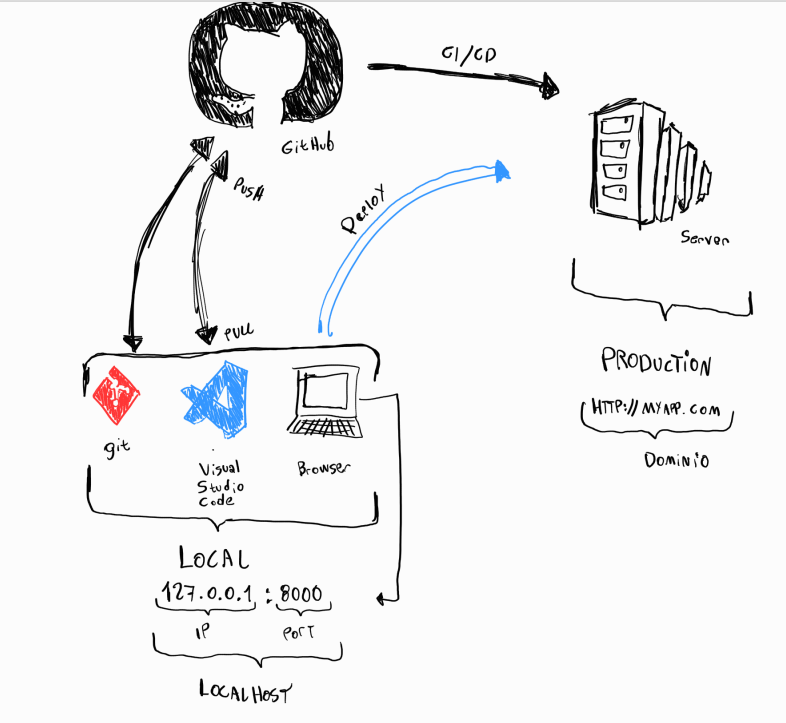 CI/CD
GitHub
PUSH
Server
Deploy
PULL
PRODUCTION
HTTP://MYAPP.COM
DOMINIO
git
Visual
Studio
Code
Browser
LOCAL
127.0.0.1 : 8000
IP
PORT
LOCALHOST